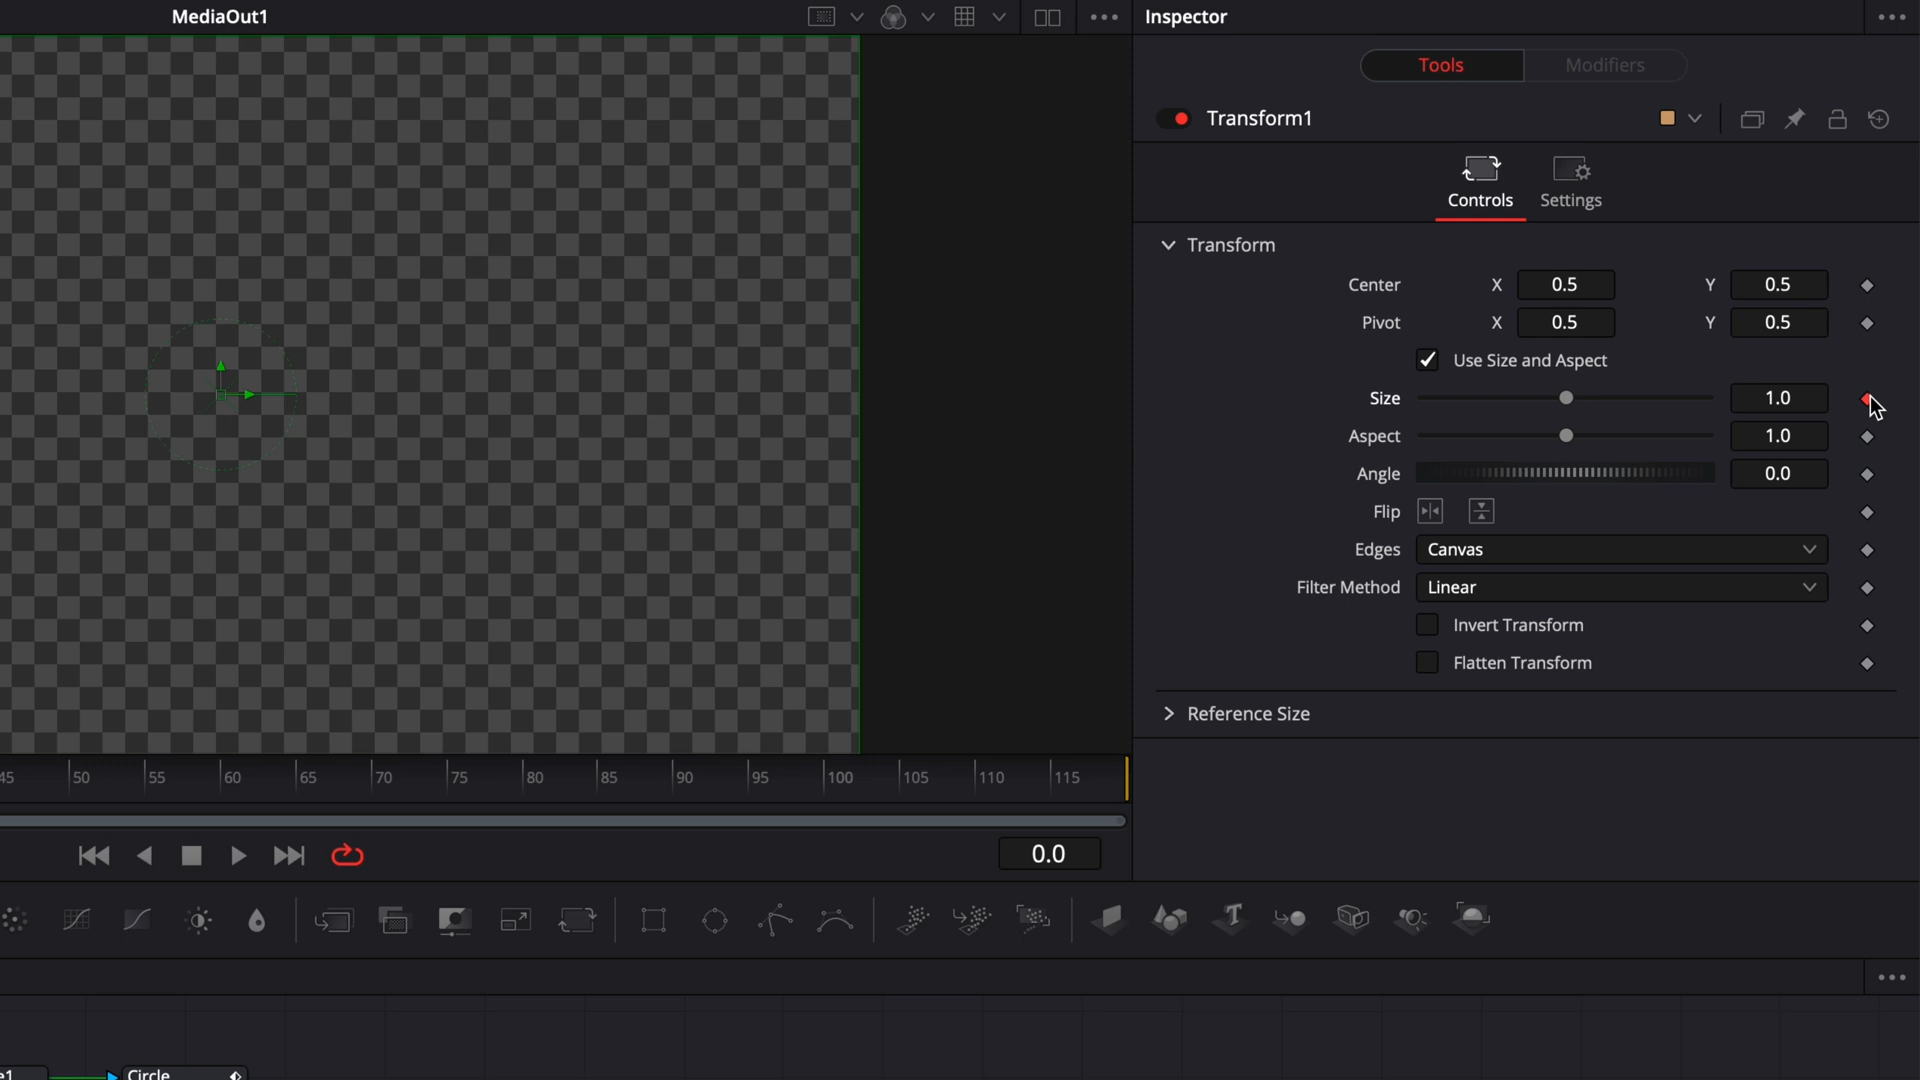 MediaOut1
Inspector
Tools Modifiers
Transform1
Controls Settings
Transform
Center X 0.5 Y 0.5
Pivot X 0.5 Y 0.5
Use Size and Aspect
Size 1.0
Aspect 1.0
Angle 0.0
Flip
Edges Canvas
Filter Method Linear
Invert Transform
Flatten Transform
Reference Size
45 50 55 60 65 70 75 80 85 90 95 100 105 110 115
0.0
e1 Circle